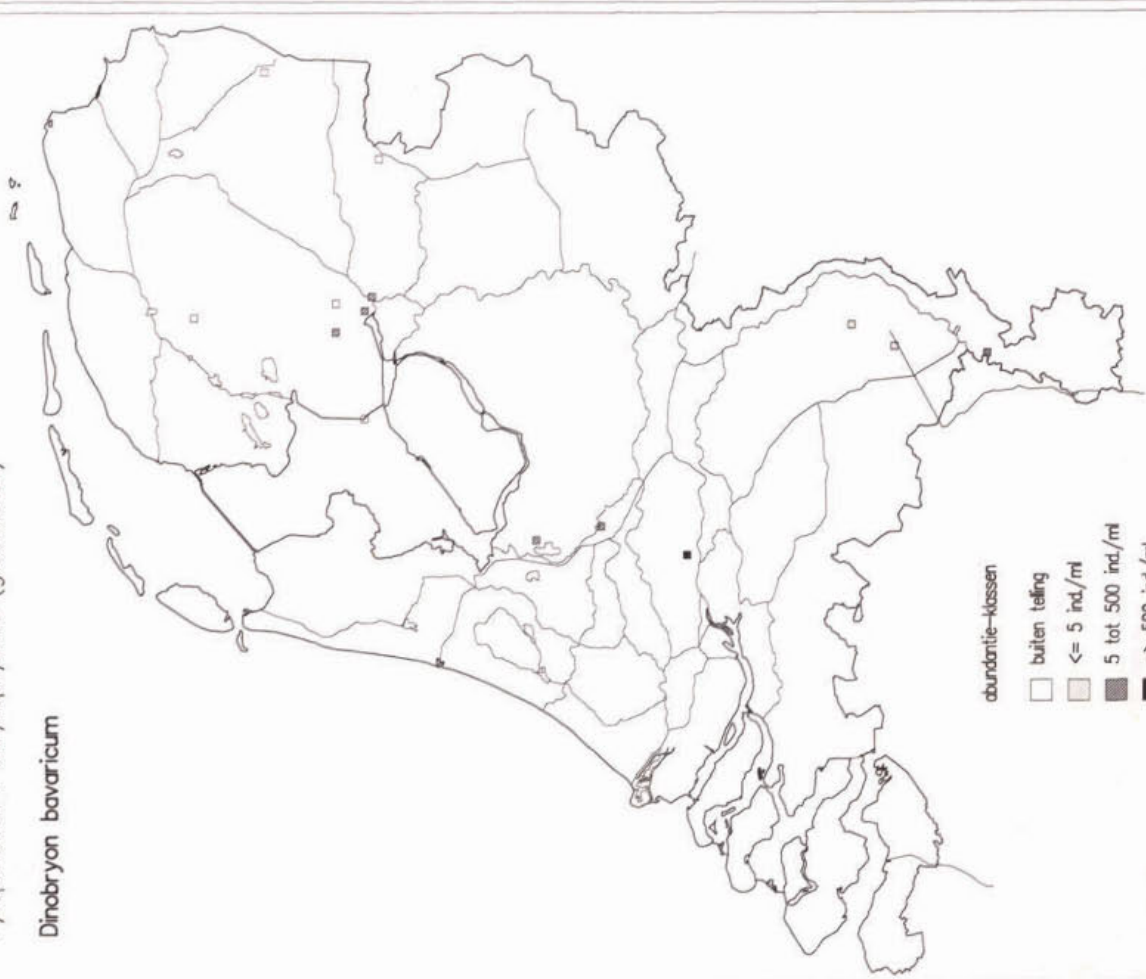 Dinobryon bavaricum
abundantie-klassen
buiten telling
<= 5 ind./ml
5 tot 500 ind./ml